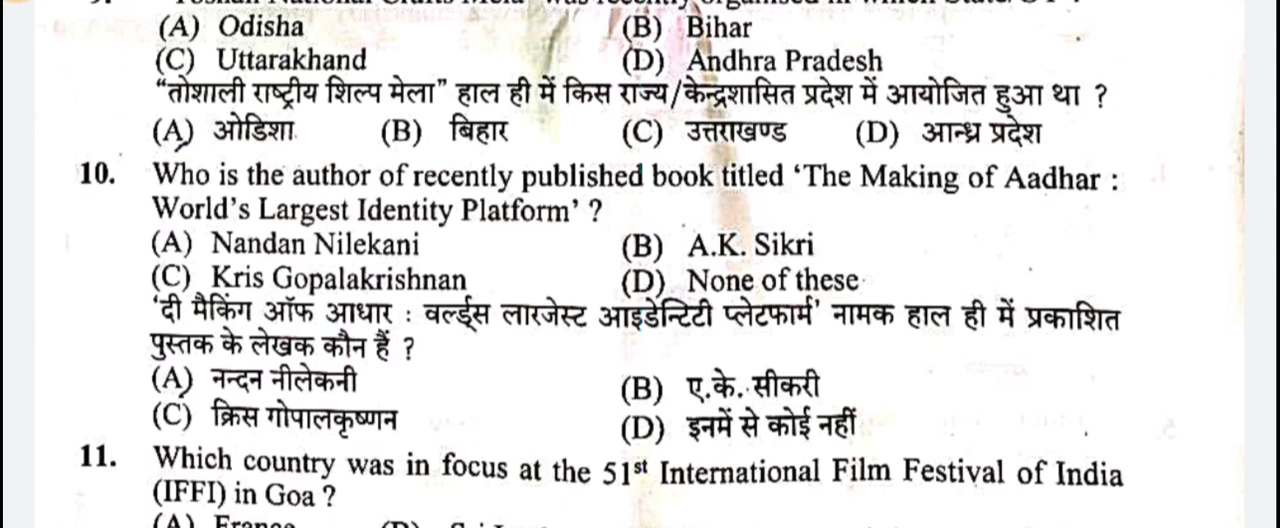 (A) Odisha (B) Bihar
(C) Uttarakhand (D) Andhra Pradesh
“तोशाली राष्ट्रीय शिल्प मेला” हाल ही में किस राज्य/केन्द्रशासित प्रदेश में आयोजित हुआ था ?
(A) ओडिशा (B) बिहार (C) उत्तराखण्ड (D) आन्ध्र प्रदेश
10. Who is the author of recently published book titled ‘The Making of Aadhar :
World’s Largest Identity Platform’ ?
(A) Nandan Nilekani (B) A.K. Sikri
(C) Kris Gopalakrishnan (D) None of these
‘दी मैकिंग ऑफ आधार : वर्ल्ड्स लारजेस्ट आइडेन्टिटी प्लेटफार्म’ नामक हाल ही में प्रकाशित
पुस्तक के लेखक कौन हैं ?
(A) नन्दन नीलेकनी (B) ए.के. सीकरी
(C) क्रिस गोपालकृष्णन (D) इनमें से कोई नहीं
11. Which country was in focus at the 51st International Film Festival of India
(IFFI) in Goa ?